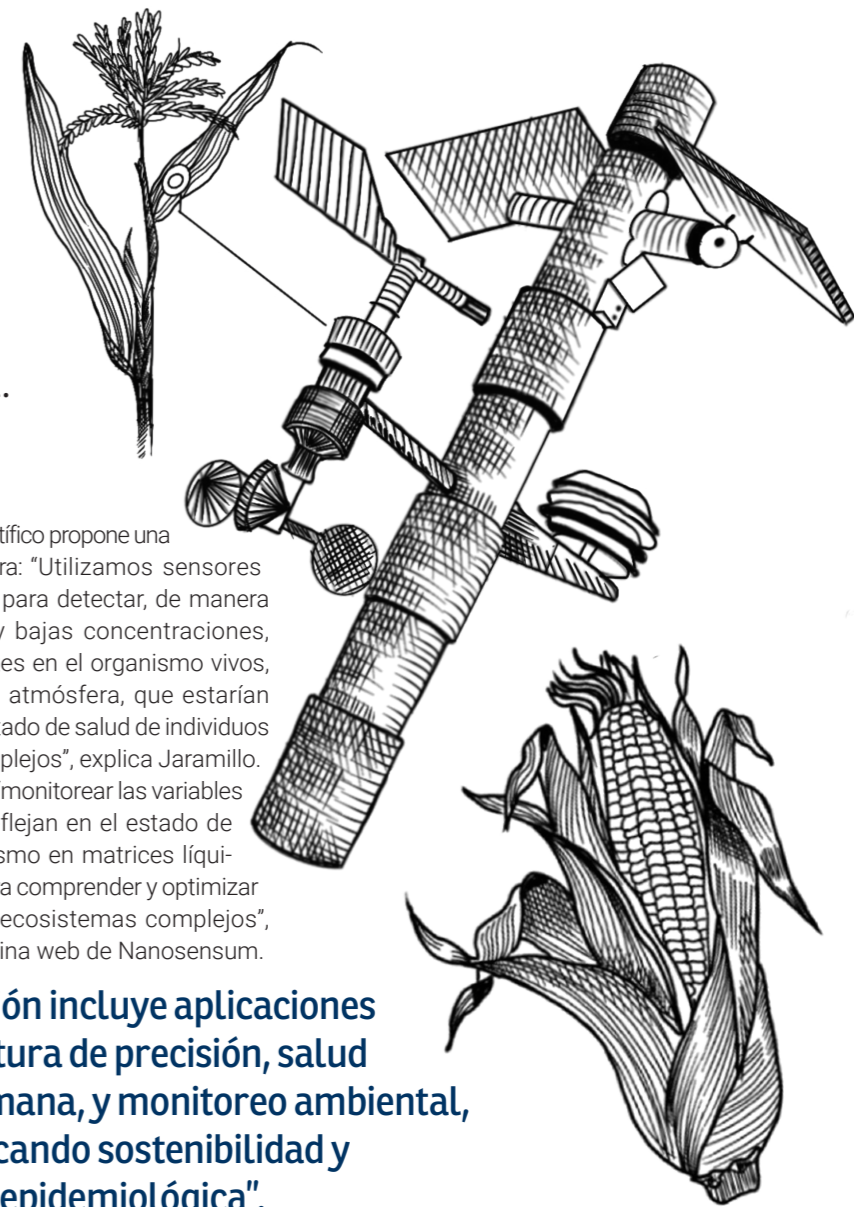 .
tífico propone una
ra: “Utilizamos sensores
para detectar, de manera
y bajas concentraciones,
es en el organismo vivos,
atmósfera, que estarían
tado de salud de individuos
plejos”, explica Jaramillo.
monitorear las variables
flejan en el estado de
smo en matrices líqui-
a comprender y optimizar
ecosistemas complejos”,
ina web de Nanosensum.
ón incluye aplicaciones
tura de precisión, salud
mana, y monitoreo ambiental,
cando sostenibilidad y
epidemiológica”.